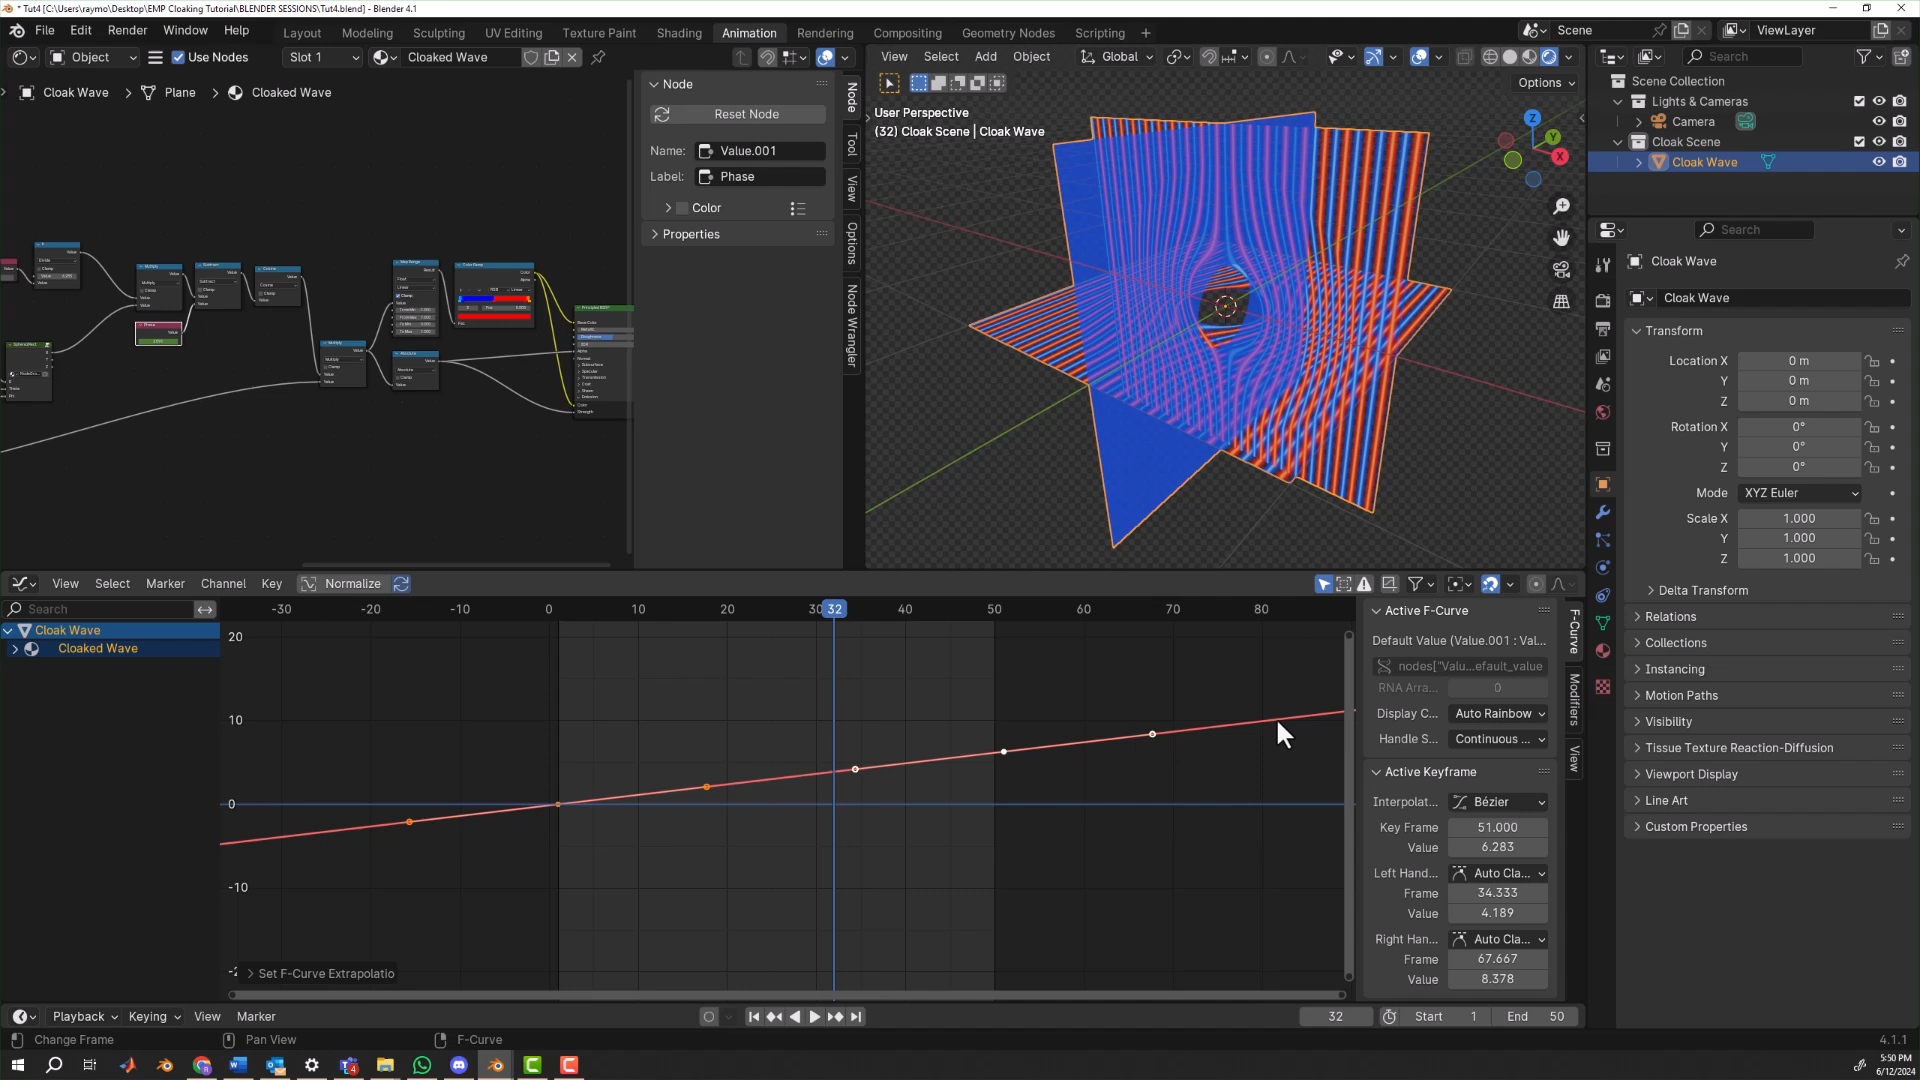 * Tut4 [C:\Users\raymo\Desktop\EMP Cloaking Tutorial\BLENDER SESSIONS\Tut4.blend] - Blender 4.1
File Edit Render Window Help Layout Modeling Sculpting UV Editing Texture Paint Shading Animation Rendering Compositing Geometry Nodes Scripting + Scene ViewLayer
Object Use Nodes Slot 1 Cloaked Wave View Select Add Object Global Search
Cloak Wave > Plane > Cloaked Wave
Node
Reset Node
Name: Value.001
Label: Phase
Color
Properties
Node
Tool
View
Options
Node Wrangler
Options
User Perspective
(32) Cloak Scene | Cloak Wave
Z
Y
X
Scene Collection
Lights & Cameras
Camera
Cloak Scene
Cloak Wave
Search
Cloak Wave
Cloak Wave
Transform
Location X 0 m
Y 0 m
Z 0 m
Rotation X 0°
Y 0°
Z 0°
Mode XYZ Euler
Scale X 1.000
Y 1.000
Z 1.000
Delta Transform
Relations
Collections
Instancing
Motion Paths
Visibility
Tissue Texture Reaction-Diffusion
Viewport Display
Line Art
Custom Properties
View Select Marker Channel Key Normalize
Search
-30 -20 -10 0 10 20 30 32 40 50 60 70 80
Cloak Wave
Cloaked Wave
20
10
0
-10
Set F-Curve Extrapolatio
Active F-Curve
Default Value (Value.001 : Val...
nodes["Valu...efault_value
RNA Arra... 0
Display C... Auto Rainbow
Handle S... Continuous ...
Active Keyframe
Interpolat... Bézier
Key Frame 51.000
Value 6.283
Left Hand... Auto Cla...
Frame 34.333
Value 4.189
Right Han... Auto Cla...
Frame 67.667
Value 8.378
F-Curve
Modifiers
View
Playback Keying View Marker 32 Start 1 End 50
Change Frame Pan View F-Curve 4.1.1
5:50 PM
6/12/2024